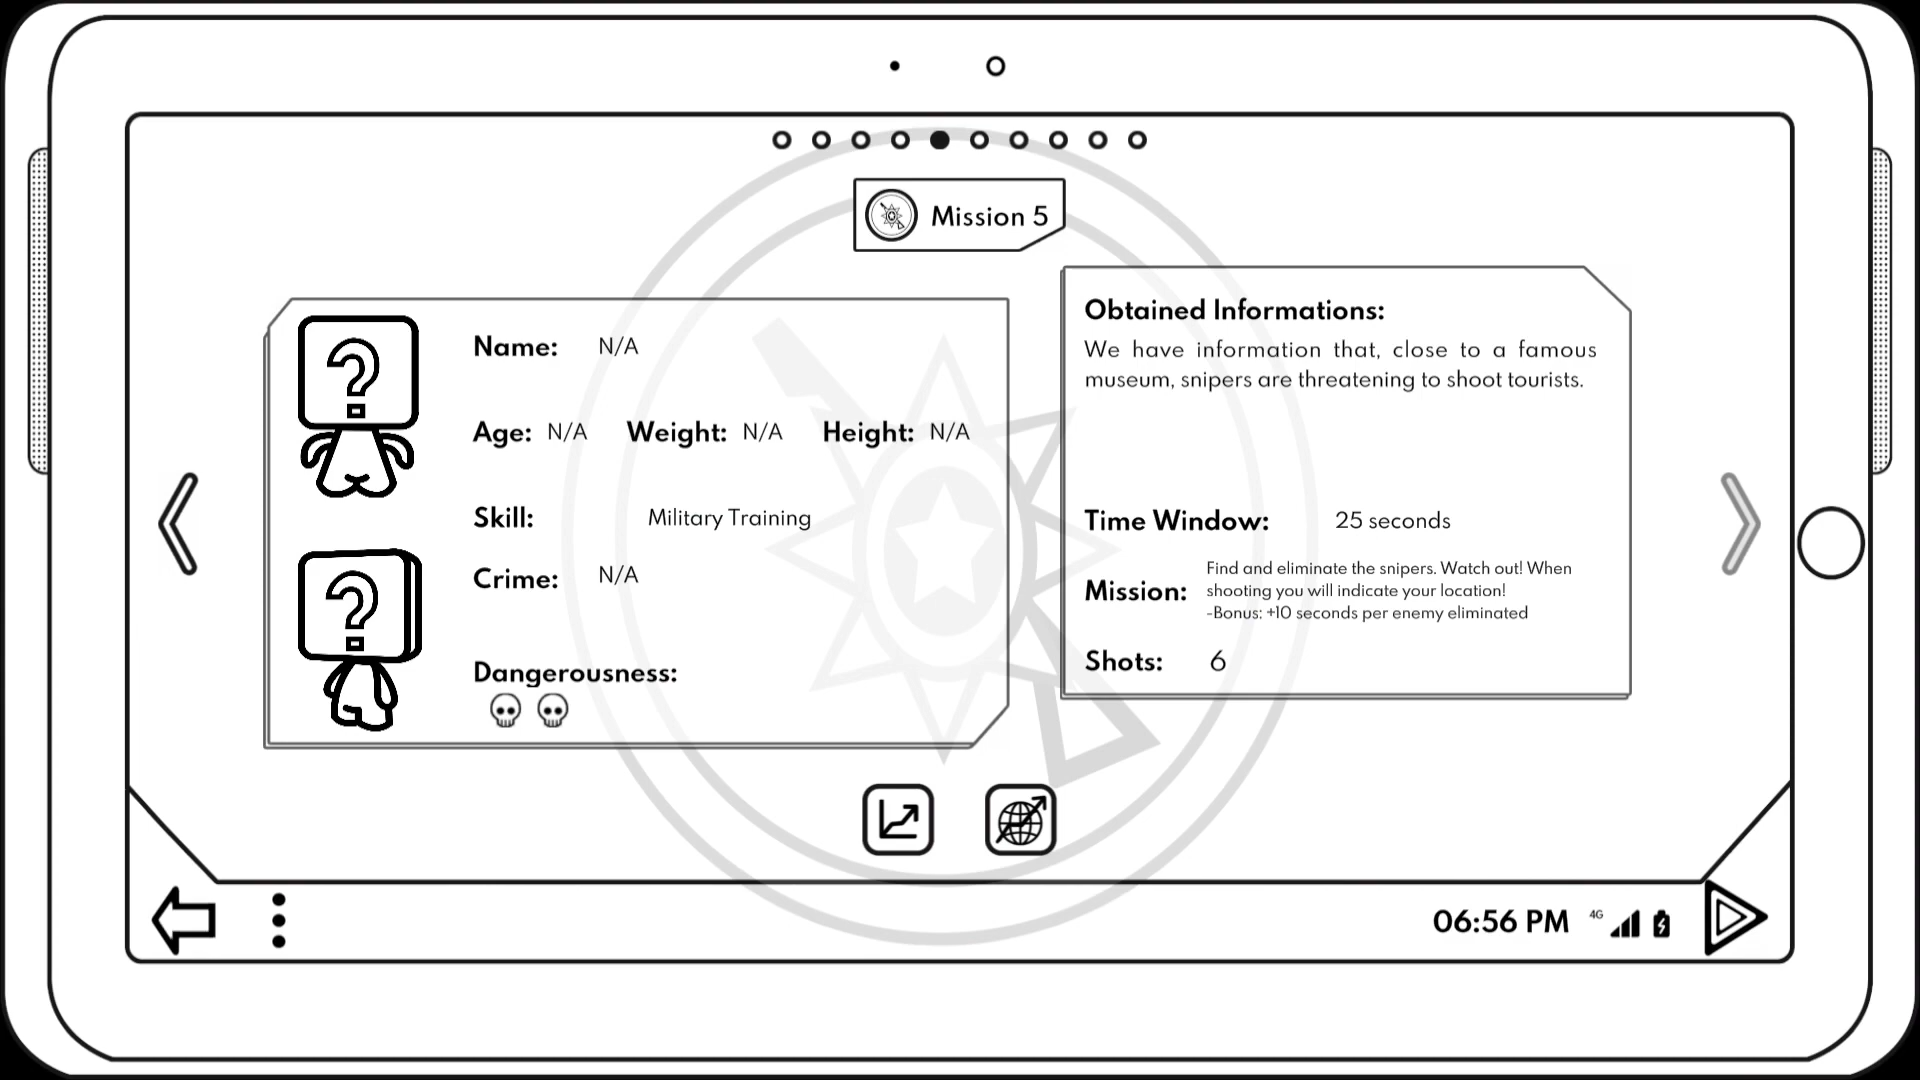 Mission 5
Name: N/A
Age: N/A Weight: N/A Height: N/A
Skill: Military Training
Crime: N/A
Dangerousness:
Obtained Informations:
We have information that, close to a famous
museum, snipers are threatening to shoot tourists.
Time Window: 25 seconds
Mission: Find and eliminate the snipers. Watch out! When
shooting you will indicate your location!
-Bonus: +10 seconds per enemy eliminated
Shots: 6
06:56 PM 4G